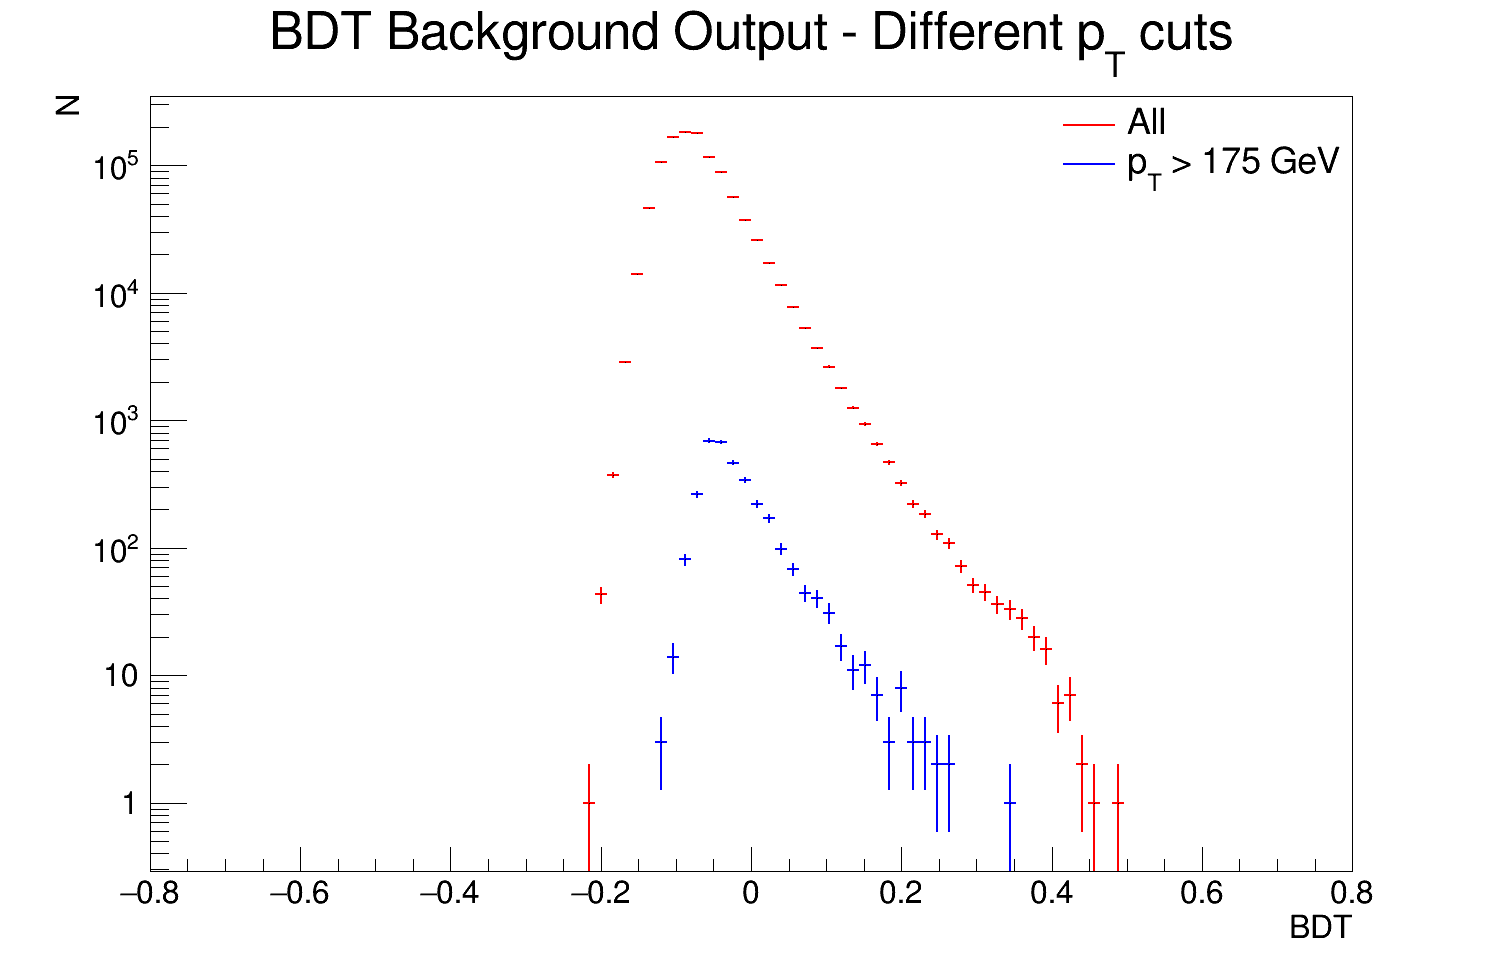 BDT Background Output - Different p_T cuts
N
All
p_T > 175 GeV
10^5
10^4
10^3
10^2
10
1
−0.8 −0.6 −0.4 −0.2 0 0.2 0.4 0.6 0.8
BDT